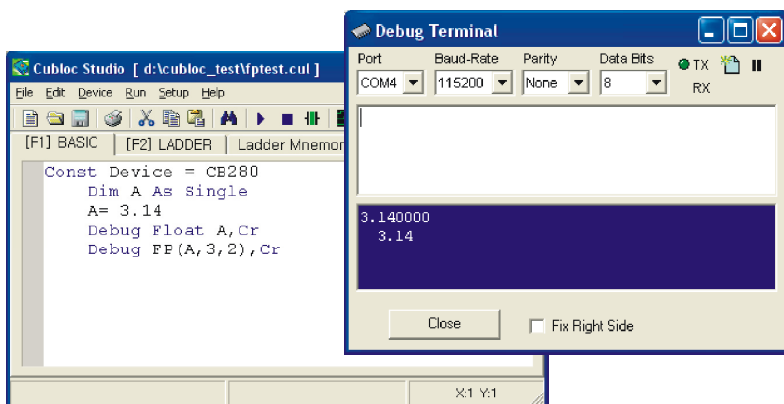 Cubloc Studio [ d:\cubloc_test\fptest.cul ]
File Edit Device Run Setup Help
[F1] BASIC [F2] LADDER Ladder Mnemon
Const Device = CB280
Dim A As Single
A= 3.14
Debug Float A,Cr
Debug FP(A,3,2),Cr
X:1 Y:1
Debug Terminal
Port Baud-Rate Parity Data Bits
TX
COM4 115200 None 8
RX
3.140000
3.14
Close Fix Right Side